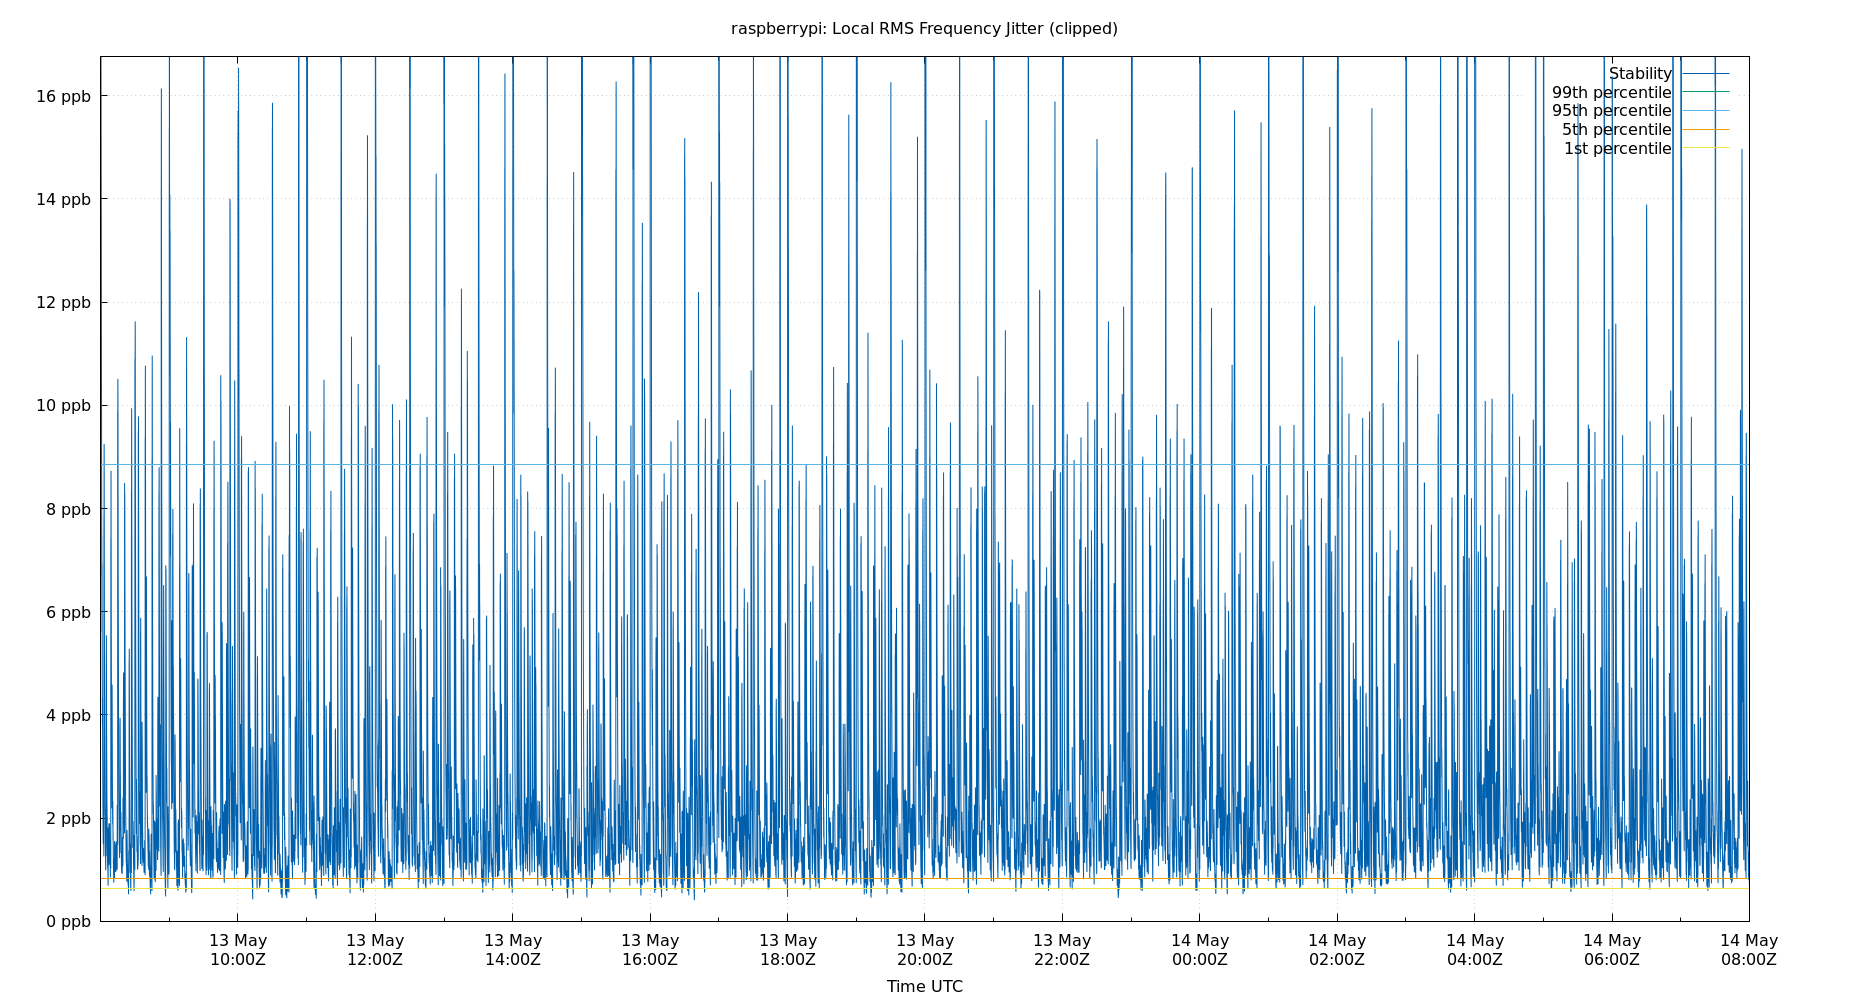 raspberrypi: Local RMS Frequency Jitter (clipped)
Stability
99th percentile
95th percentile
5th percentile
1st percentile
16 ppb
14 ppb
12 ppb
10 ppb
8 ppb
6 ppb
4 ppb
2 ppb
0 ppb
13 May 13 May 13 May 13 May 13 May 13 May 13 May 14 May 14 May 14 May 14 May 14 May
10:00Z 12:00Z 14:00Z 16:00Z 18:00Z 20:00Z 22:00Z 00:00Z 02:00Z 04:00Z 06:00Z 08:00Z
Time UTC